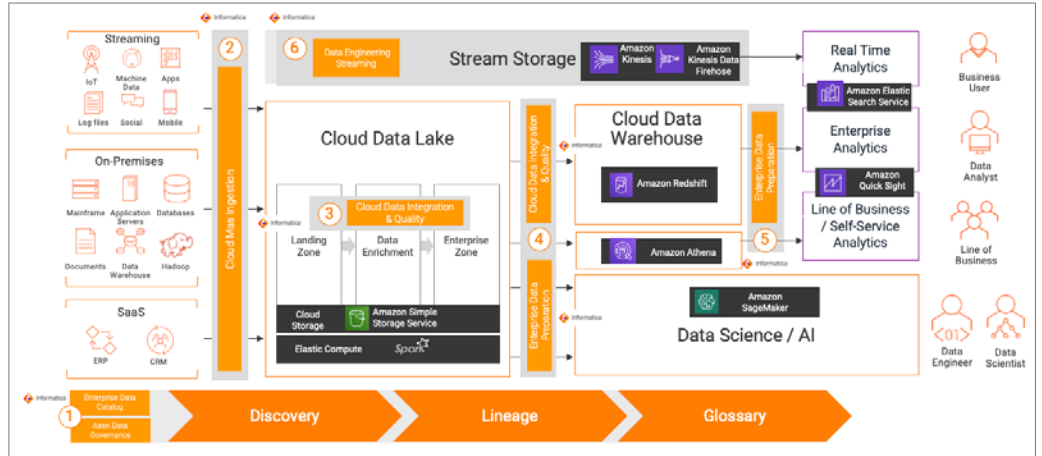 Informatica
Informatica
Streaming
IoT
Machine
Data
Apps
Log files
Social
Mobile
On-Premises
Mainframe
Application
Servers
Databases
Documents
Data
Warehouse
Hadoop
SaaS
ERP
CRM
2
Cloud Mas Ingestion
6
Data Engineering
Streaming
Stream Storage
Amazon
Kinesis
Amazon
Kinesis Data
Firehose
Real Time
Analytics
Amazon Elastic
Search Service
Enterprise
Analytics
Amazon
Quick Sight
Line of Business
/ Self-Service
Analytics
Business
User
Data
Analyst
Line of
Business
Data
Engineer
Data
Scientist
Cloud Data Lake
Informatica
3
Cloud Data Integration
& Quality
Landing
Zone
Data
Enrichment
Enterprise
Zone
Cloud
Storage
Amazon Simple
Storage Service
Elastic Compute
Spark
Cloud Data Integration
& Quality
Informatica
4
Enterprise Data
Preparation
Informatica
Cloud Data
Warehouse
Amazon Redshift
Amazon Athena
Enterprise Data
Preparation
5
Informatica
Amazon
SageMaker
Data Science / AI
Informatica
1
Enterprise Data
Catalog
Axon Data
Governance
Discovery
Lineage
Glossary